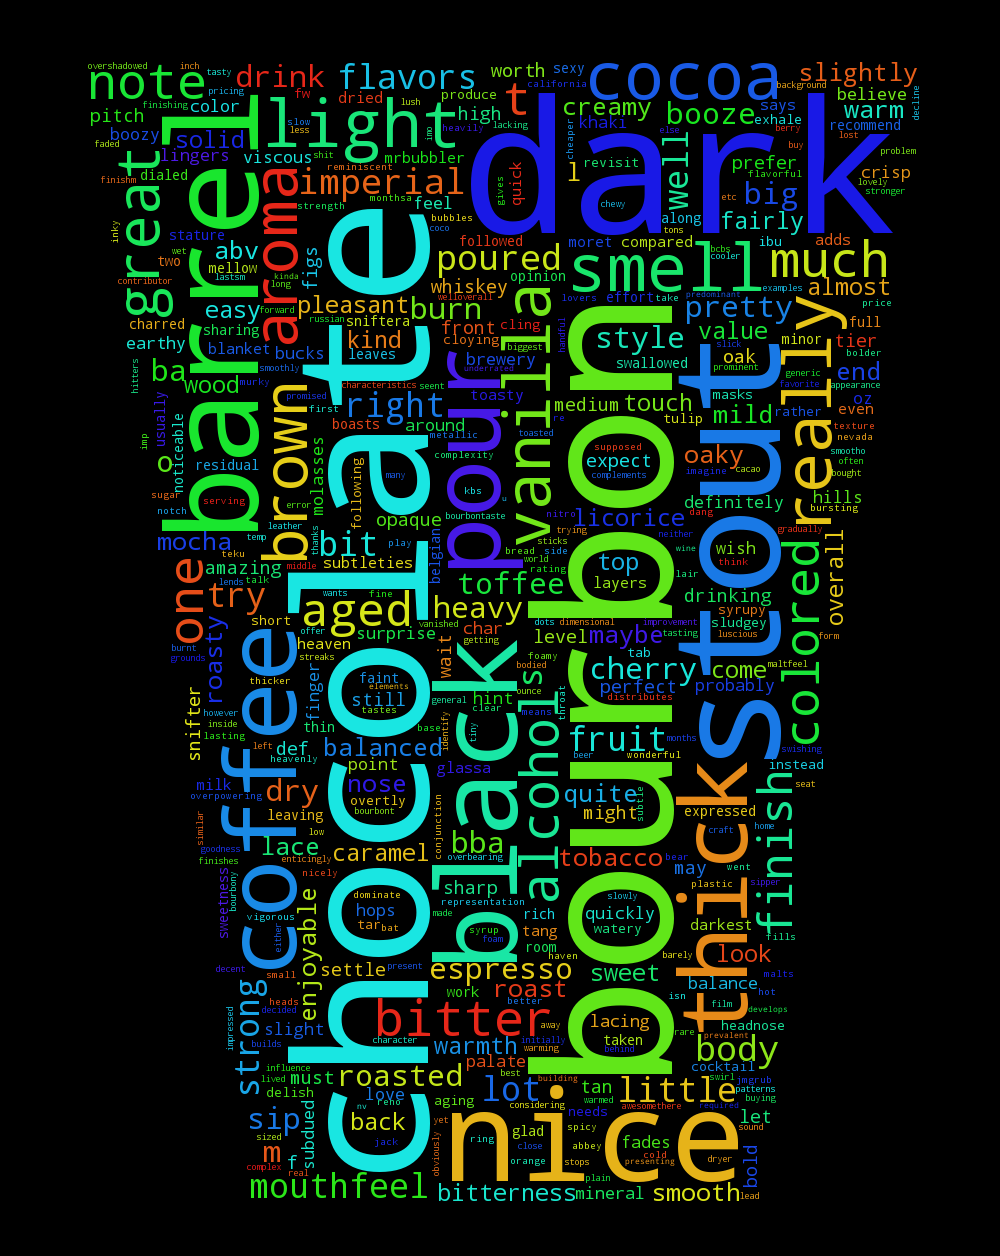 overshadowed
inch
tasty
note
drink
flavors
worth
sexy
cocoa
slightly
california
background
finishing
pricing
color
fw
dried
lush
produce
t
creamy
says
believe
pitch
slow
less
imo
high
khaki
booze
exhale
warm
decline
boozy
solid
light
heavily
lacking
cheaper
else
berry
recommend
faded
lingers
viscous
shit
mrbubbler
dark
well
buy
lost
problem
great
dialed
reminiscent
gives
quick
l
revisit
prefer
flavorful
crisp
lovely
stronger
finishm
barrel
aroma
imperial
monthsa
feel
chewy
big
etc
strength
bubbles
coco
along
fairly
inky
stature
abv
figs
followed
moret
compared
tons
ibu
adds
wet
two
mellow
poured
opinion
smell
bcbs
cooler
much
contributor
lastsm
kinda
long
whiskey
lovers
effort
take
predominant
examples
almost
easy
forward
pleasant
burn
welloverall
pretty
price
charred
sharing
russian
sniftera
front
cling
vanilla
handful
style
value
minor
full
earthy
blanket
bucks
kind
cloying
biggest
slick
tier
bolder
hitters
ba
smoothly
leaves
brewery
underrated
swallowed
oak
prominent
generic
end
wood
murky
promised
characteristics
scent
toasty
masks
favorite
appearance
usually
brown
first
right
pour
medium
touch
tulip
mild
rather
oz
even
boasts
around
re
texture
imp
noticeable
molasses
metallic
toasted
supposed
oaky
nevada
o
residual
many
complexity
expect
imagine
cacao
smootho
often
bought
sugar
serving
error
following
kbs
u
complements
definitely
hills
notch
leather
opaque
bourbontaste
nitro
licorice
dang
bursting
mocha
temp
thanks
bit
play
belgian
sticks
trying
neither
wine
gradually
teku
bread
side
top
wish
amazing
middle
subtleties
world
rating
layers
lair
think
one
try
lends
talk
wants
fine
toffee
drinking
colored
overall
aged
heavy
syrupy
short
offer
vanished
dots
dimensional
improvement
luscious
form
burnt
grounds
roasty
heaven
surprise
char
level
maybe
tasting
sludgey
streaks
wait
getting
foamy
tab
cherry
come
maltfeel
thicker
finger
faint
elements
bodied
snifter
however
inside
still
general
hint
ounce
perfect
probably
lasting
coffee
thin
tastes
base
clear
s
throat
distributes
left
def
balanced
identify
tiny
means
fruit
months
swishing
heavenly
point
beer
wonderful
instead
milk
overpowering
dry
nose
glassa
quite
stout
seat
leaving
overtly
bourbont
conjunction
might
subtle
expressed
similar
low
black
alcohol
craft
home
goodness
lace
caramel
bba
tobacco
finish
finishes
enticingly
overbearing
bear
may
went
sweetness
bourbony
nicely
sharp
plastic
sipper
dominate
representation
slowly
vigorous
hops
made
rich
quickly
darkest
either
enjoyable
tar
bat
syrup
tang
watery
fills
foam
room
barely
thick
look
decent
small
settle
present
espresso
haven
sweet
balance
malts
strong
heads
work
roast
isn
film
hot
decided
better
develops
impressed
slight
bitter
away
lacing
rare
headnose
builds
character
warmth
initially
warming
taken
prevalent
chocolate
behind
body
influence
palate
best
building
cocktail
lived
must
roasted
lot
tan
swirl
jmgrub
delish
love
aging
warmed
little
patterns
buying
nv
reno
considering
needs
awesomethere
required
let
sip
subdued
back
yet
nice
spicy
sound
sized
glad
jack
ring
close
abbey
fades
m
f
obviously
orange
stops
cold
presenting
dryer
bold
complex
real
plain
mouthfeel
bitterness
mineral
smooth
lead
bourbon
really